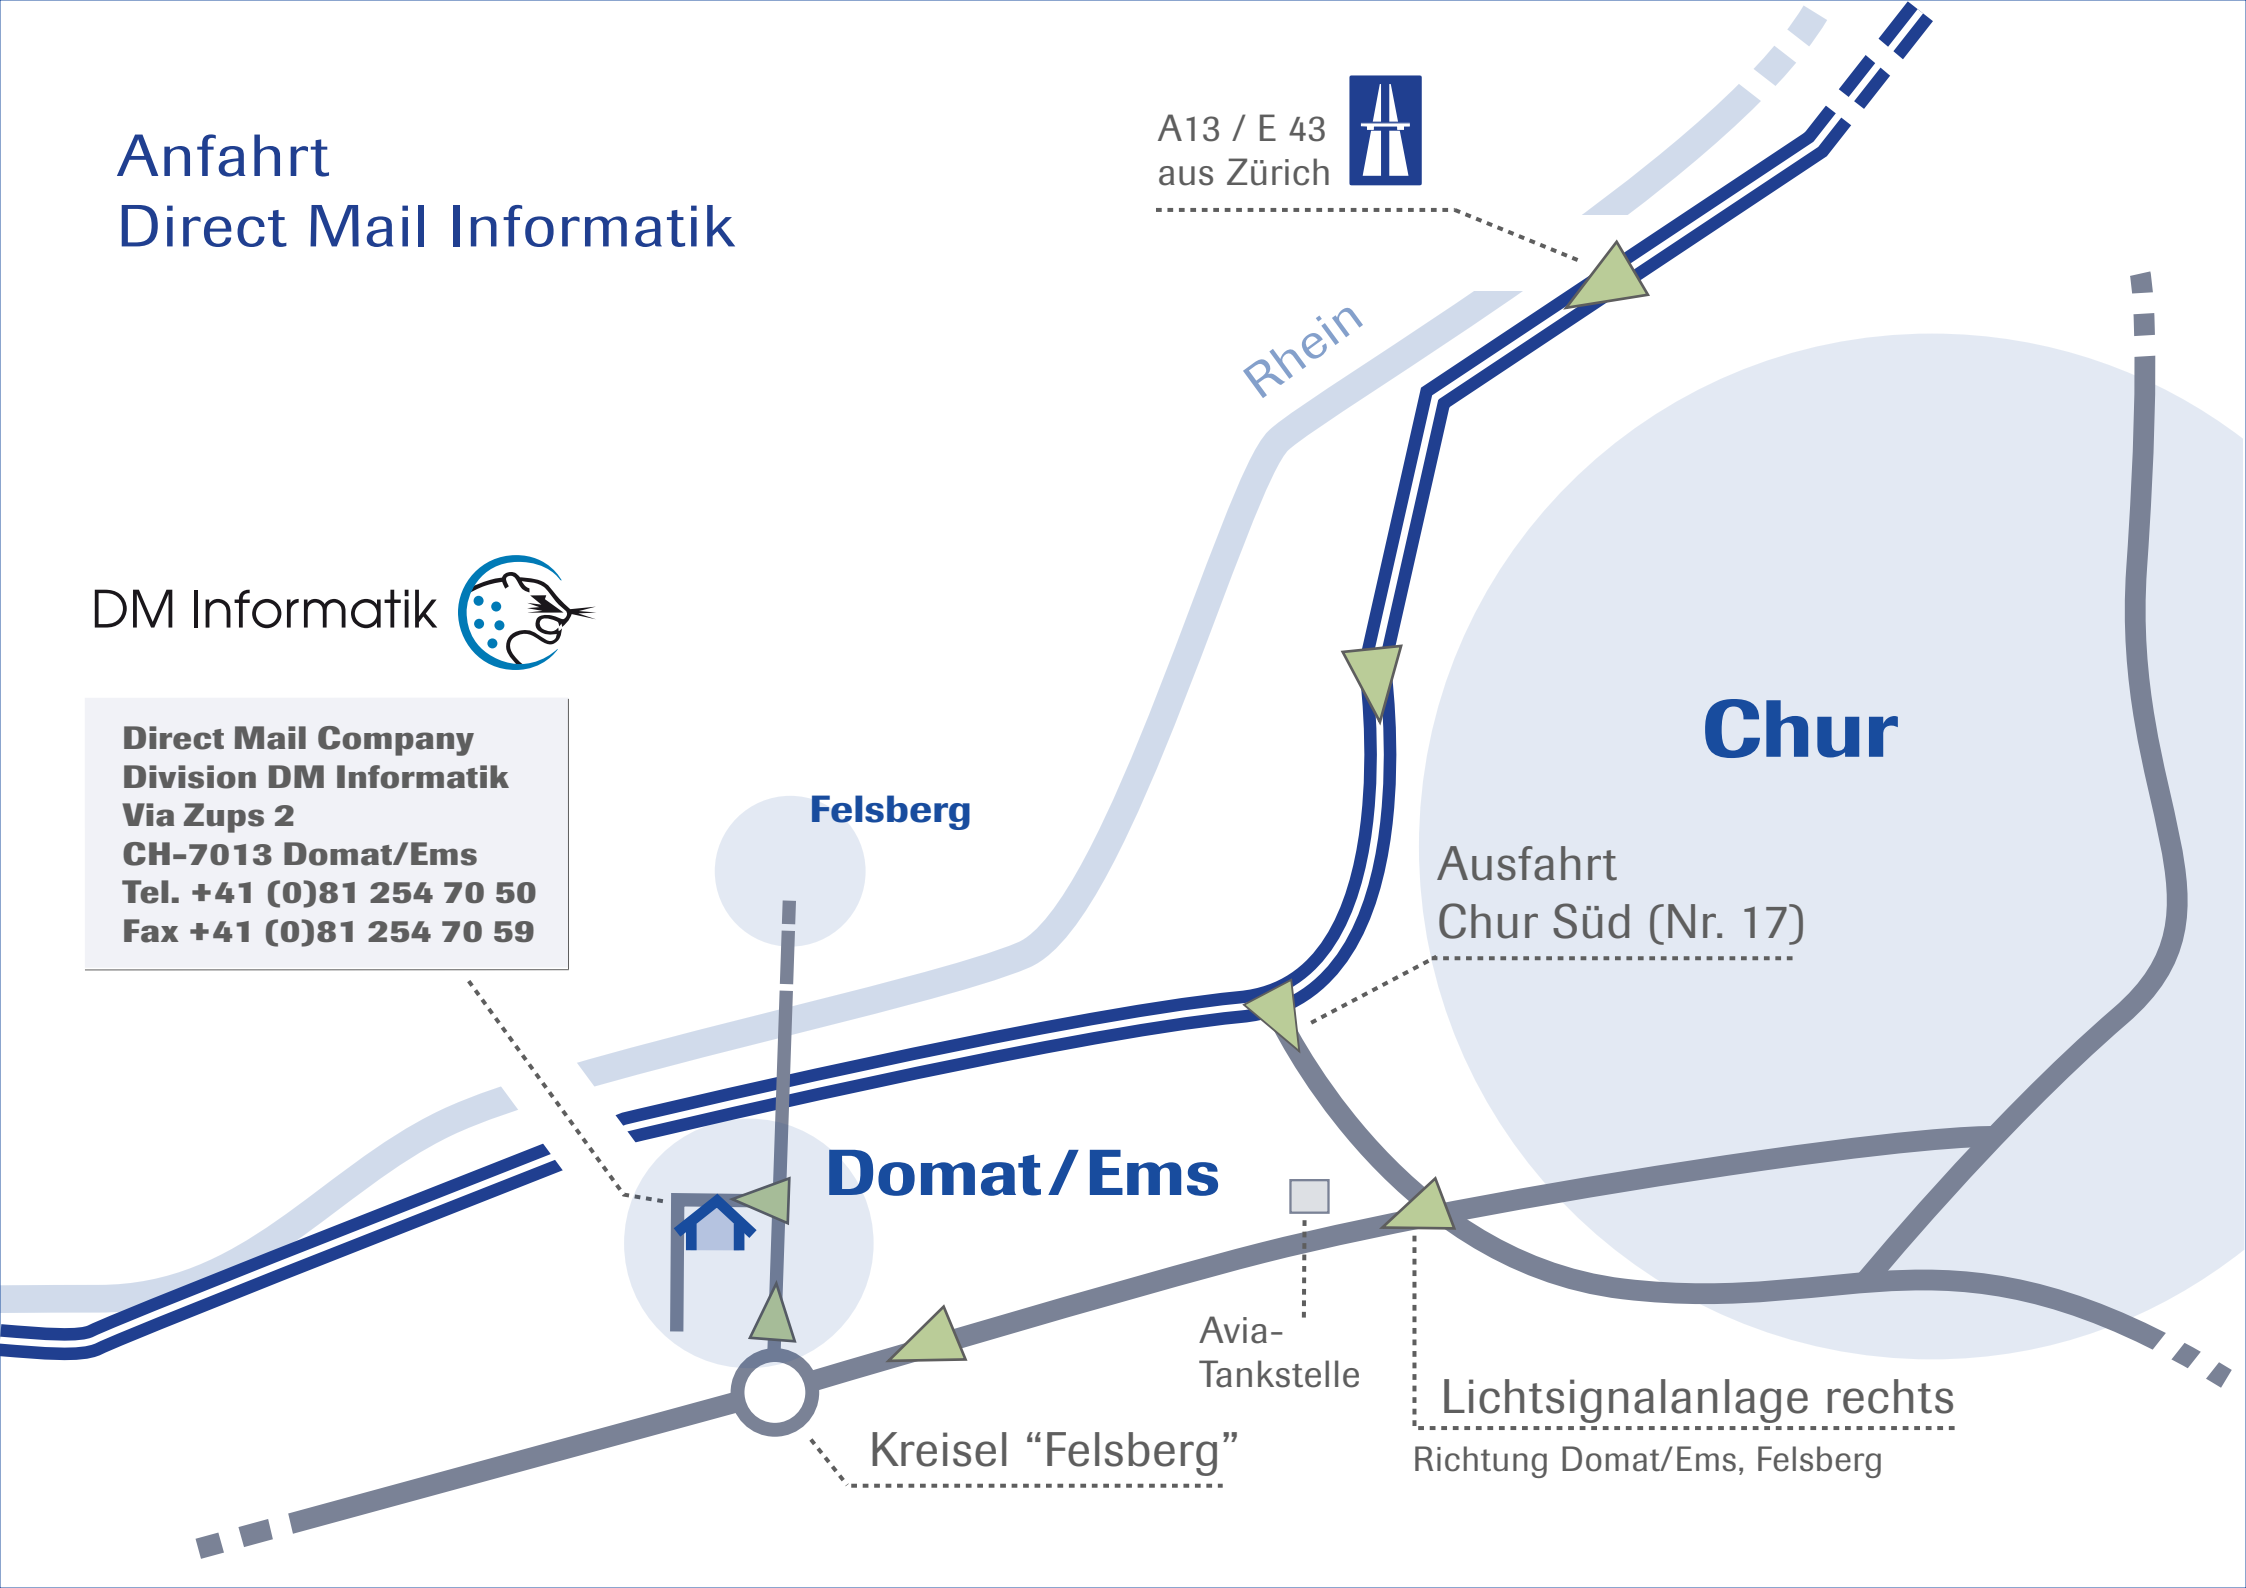 Anfahrt
Direct Mail Informatik
A13 / E 43
aus Zürich
Rhein
DM Informatik
Direct Mail Company
Division DM Informatik
Via Zups 2
CH-7013 Domat/Ems
Tel. +41 (0)81 254 70 50
Fax +41 (0)81 254 70 59
Chur
Felsberg
Ausfahrt
Chur Süd (Nr. 17)
Domat/Ems
Avia-
Tankstelle
Lichtsignalanlage rechts
Richtung Domat/Ems, Felsberg
Kreisel “Felsberg”